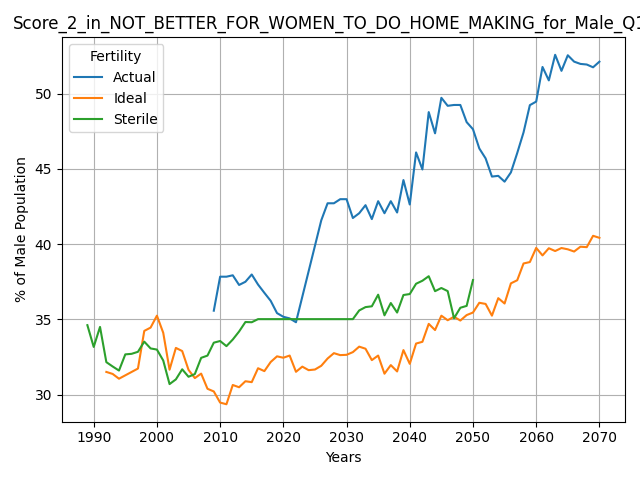 Score_2_in_NOT_BETTER_FOR_WOMEN_TO_DO_HOME_MAKING_for_Male_Q1
Fertility
Actual
Ideal
Sterile
% of Male Population
50
45
40
35
30
1990 2000 2010 2020 2030 2040 2050 2060 2070
Years